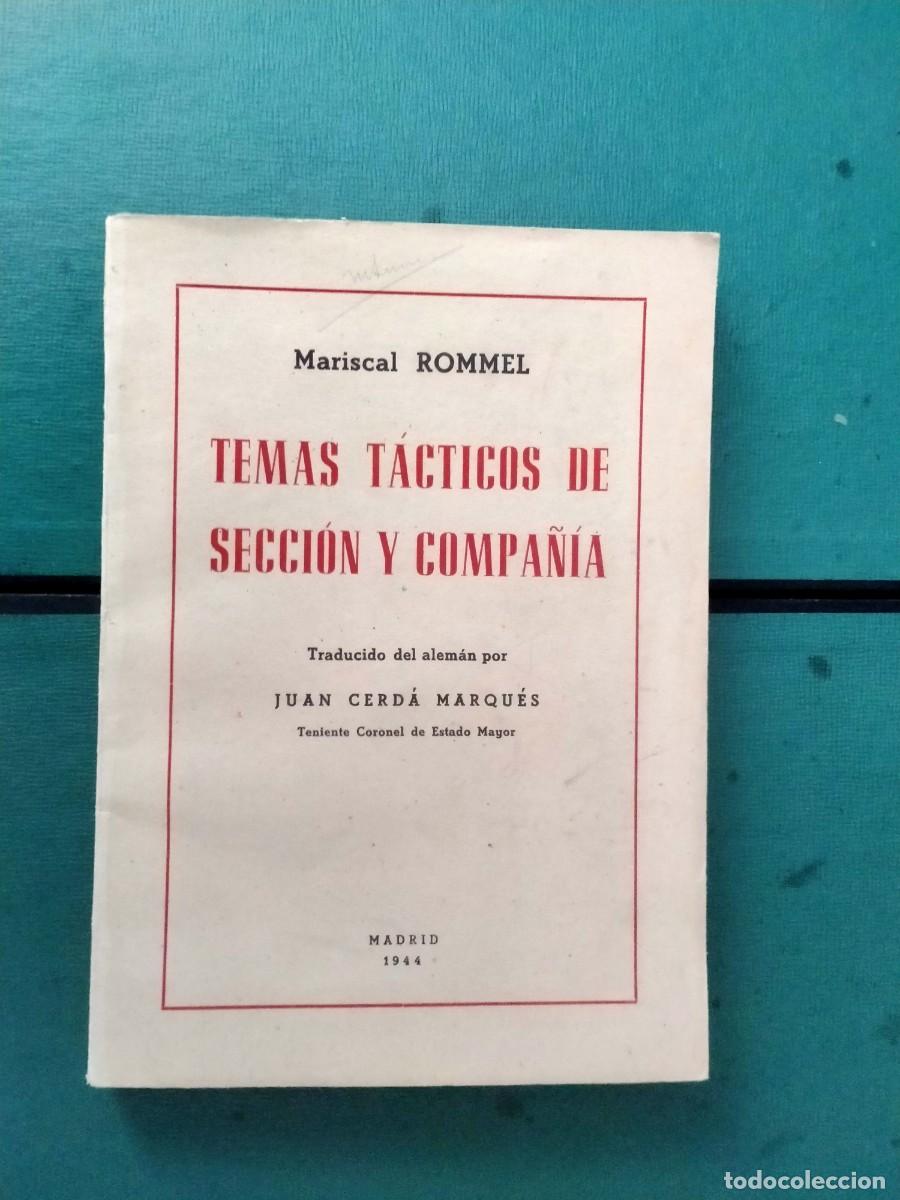 Mariscal ROMMEL
TEMAS TÁCTICOS DE
SECCIÓN Y COMPAÑÍA
Traducido del alemán por
JUAN CERDÁ MARQUÉS
Teniente Coronel de Estado Mayor
MADRID
1944
todocoleccion